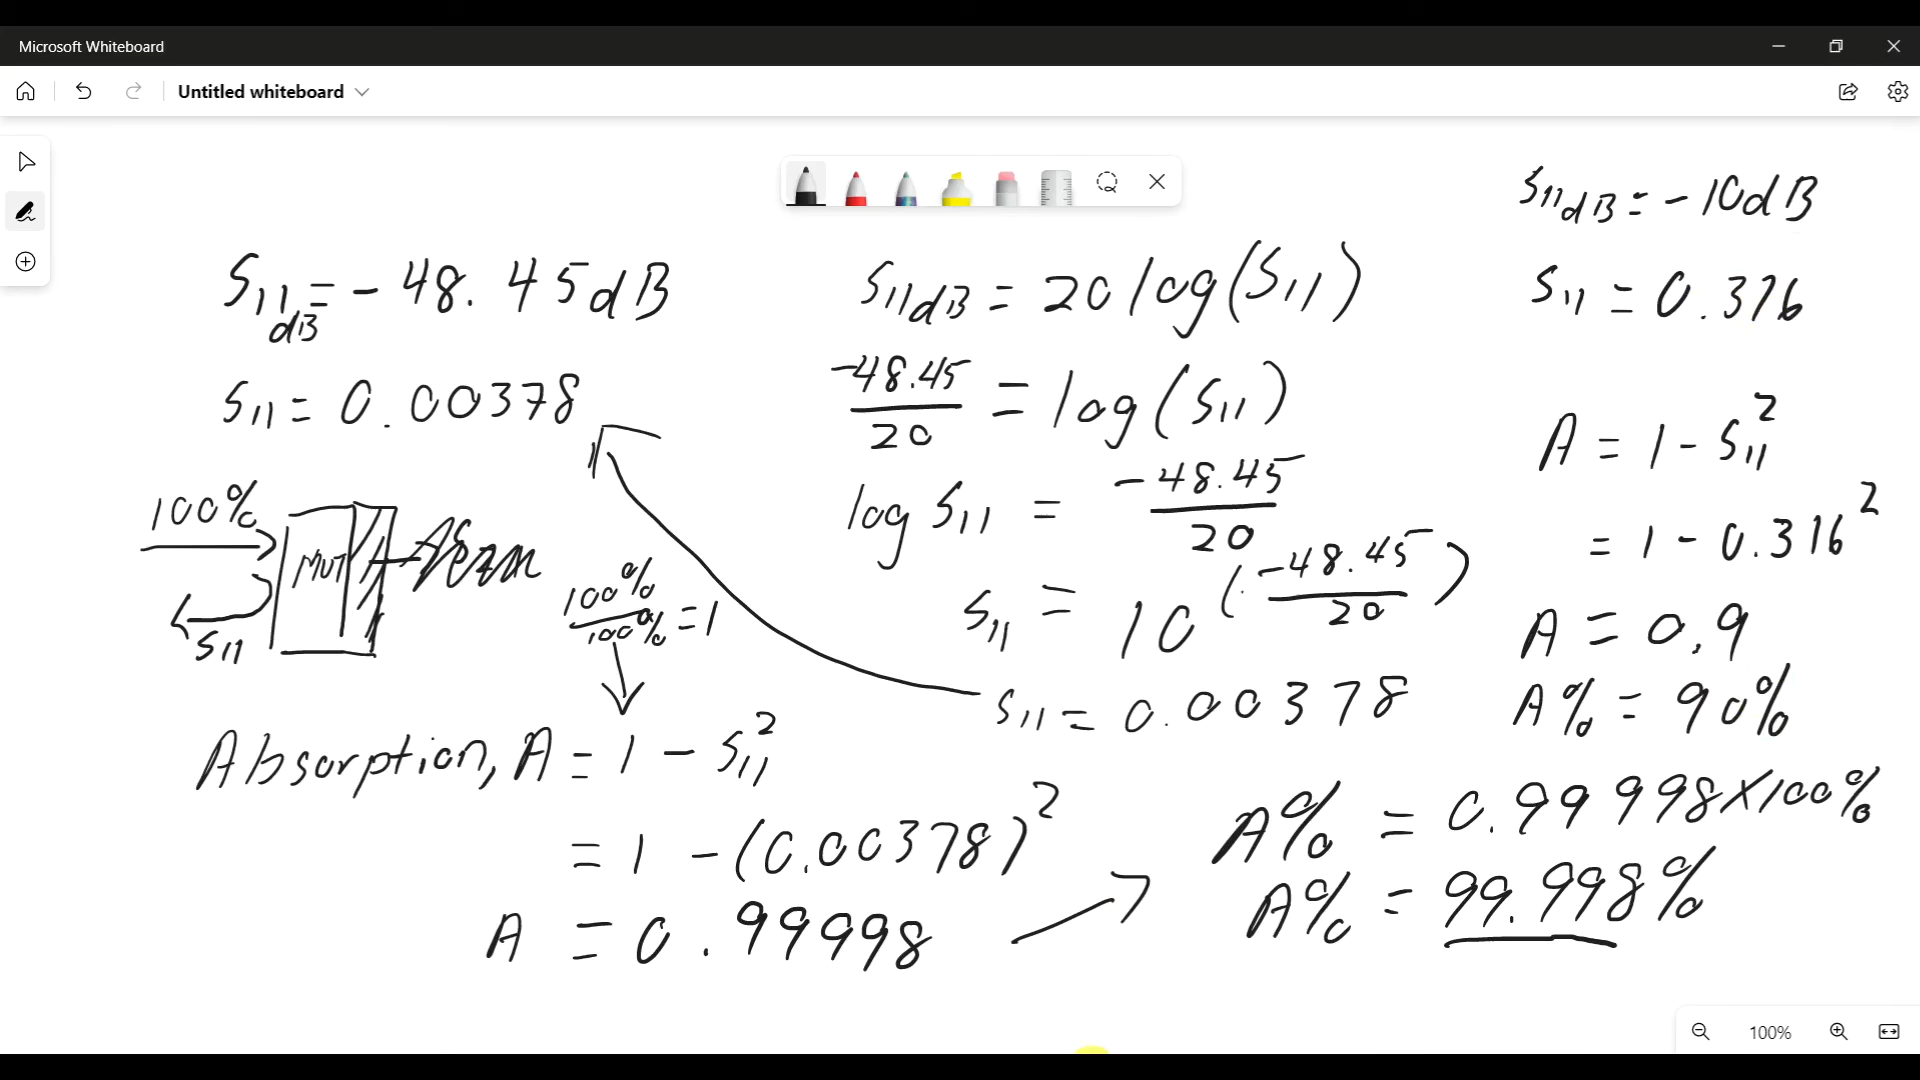 Microsoft Whiteboard
Untitled whiteboard
S11dB = -48.45dB
S11 = 0.00378
100%
MUT
S11
100%/100% = 1
Absorption, A = 1 - S11²
= 1 - (0.00378)²
A = 0.99998
S11dB = 20 log(S11)
-48.45/20 = log(S11)
log S11 = -48.45/20
S11 = 10^(-48.45/20)
S11 = 0.00378
S11dB = -10dB
S11 = 0.316
A = 1 - S11²
= 1 - 0.316²
A = 0.9
A% = 90%
A% = 0.99998×100%
A% = 99.998%
100%